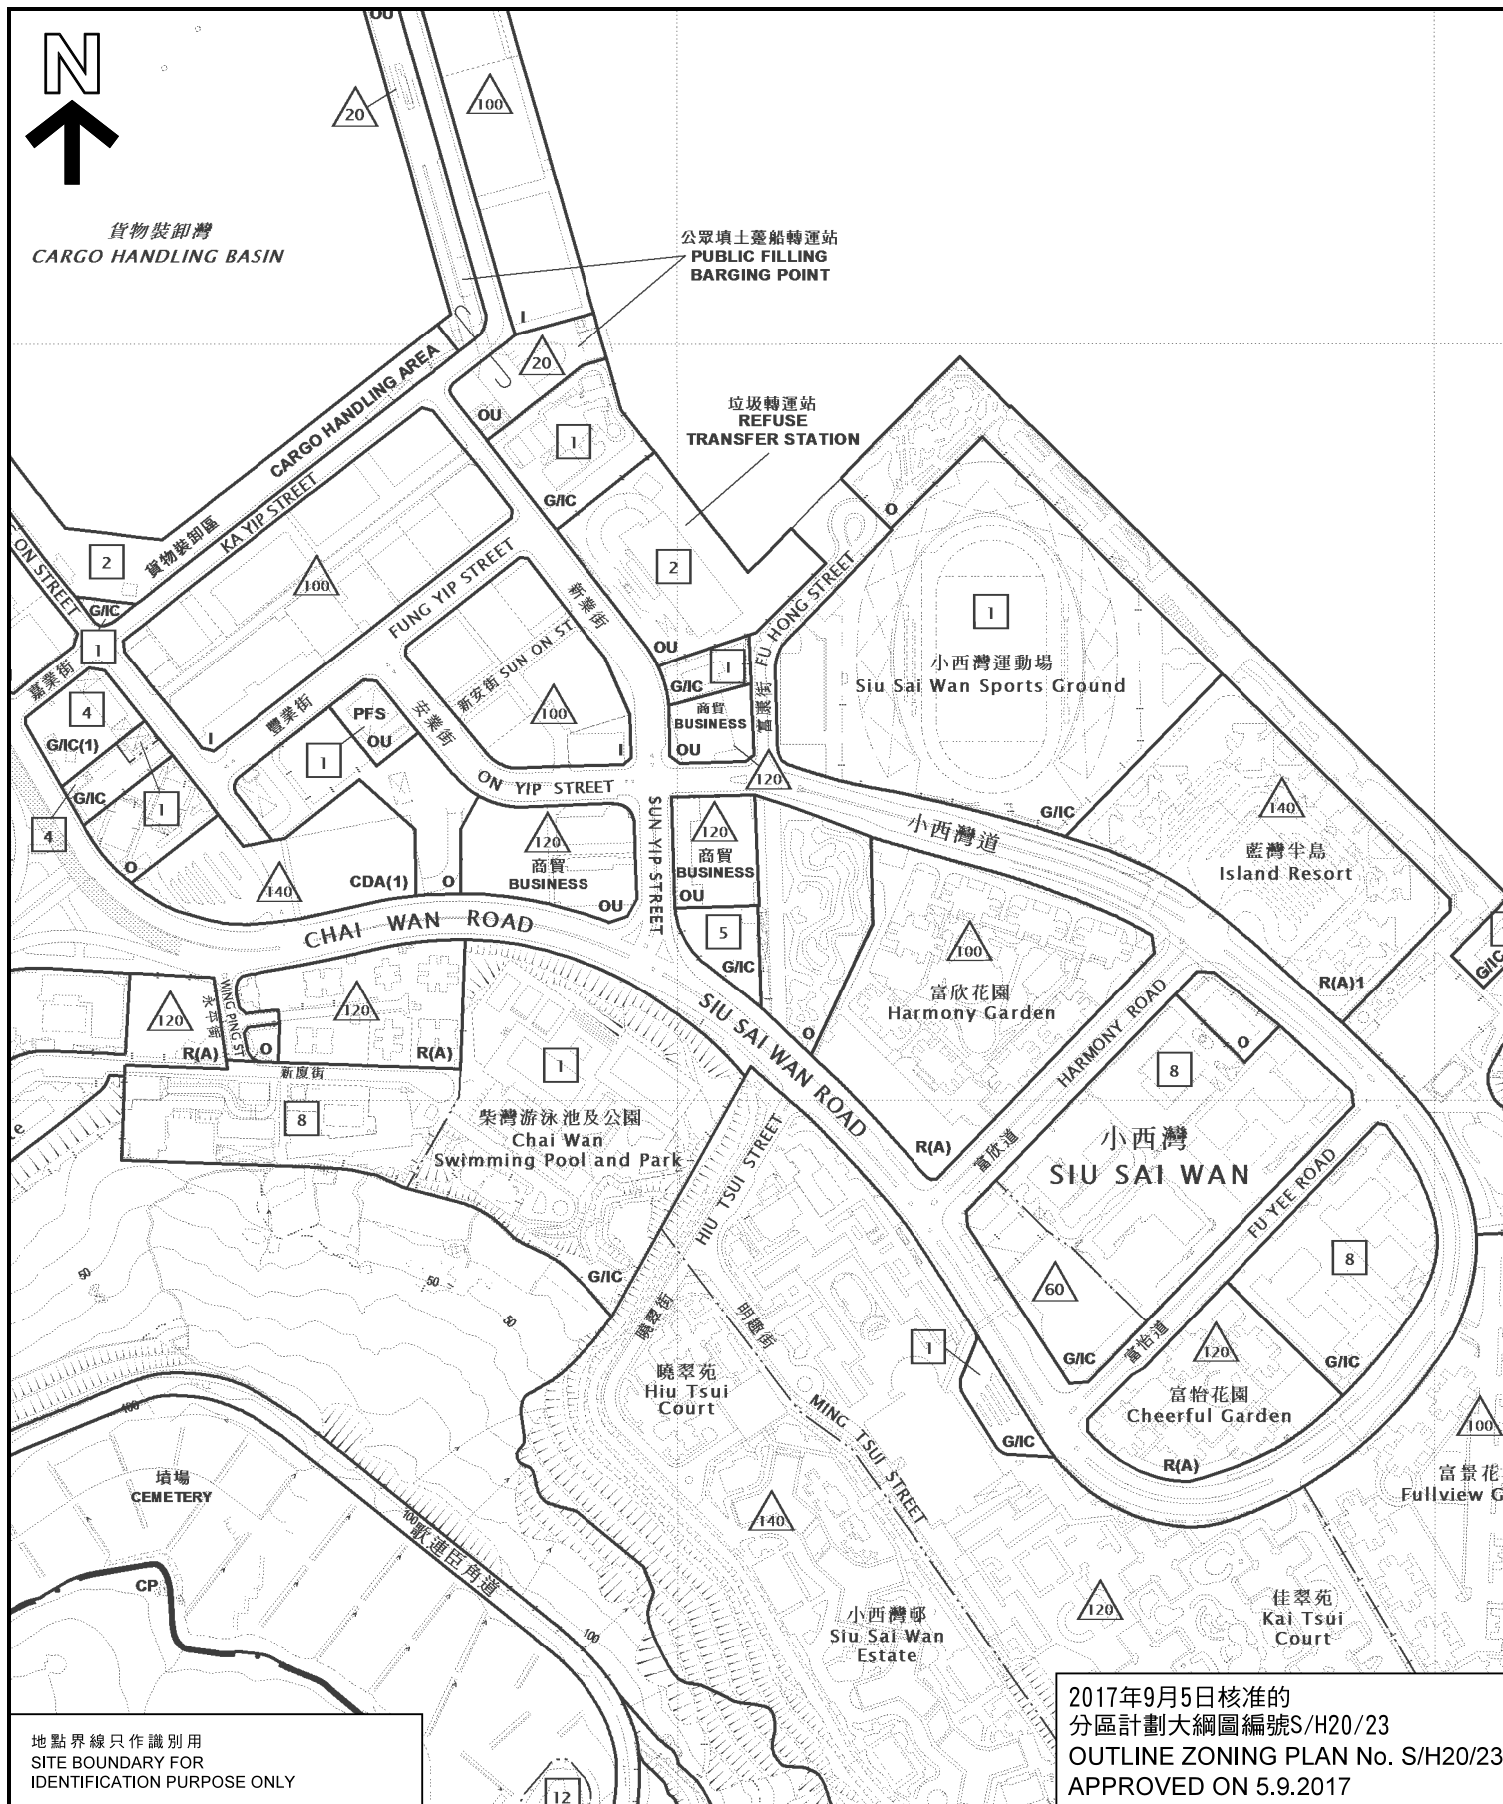 N
OU
20
100
貨物裝卸灣
CARGO HANDLING BASIN
公眾填土躉船轉運站
PUBLIC FILLING
BARGING POINT
I
20
OU
CARGO HANDLING AREA
貨物裝卸區
KA YIP STREET
1
G/IC
垃圾轉運站
REFUSE
TRANSFER STATION
2
OU
O
ON STREET
2
G/IC
1
100
FUNG YIP STREET
豐業街
新業街
新安街 SUN ON ST
100
I
FU HONG STREET
1
G/IC
商貿
BUSINESS
OU
120
1
小西灣運動場
Siu Sai Wan Sports Ground
G/IC
嘉業街
4
G/IC(1)
G/IC
4
1
O
I
PFS
OU
1
安業街
ON YIP STREET
SUN YIP STREET
140
CDA(1)
O
120
商貿
BUSINESS
OU
120
商貿
BUSINESS
OU
5
G/IC
小西灣道
140
藍灣半島
Island Resort
R(A)1
G/IC
CHAI WAN ROAD
120
R(A)
WING PING ST
永平街
O
120
R(A)
新廈街
8
1
柴灣游泳池及公園
Chai Wan
Swimming Pool and Park
G/IC
SIU SAI WAN ROAD
O
100
富欣花園
Harmony Garden
R(A)
HARMONY ROAD
富欣道
O
8
小西灣
SIU SAI WAN
60
G/IC
FU YEE ROAD
富怡道
8
G/IC
120
富怡花園
Cheerful Garden
R(A)
HIU TSUI STREET
曉翠街
曉翠苑
Hiu Tsui
Court
1
G/IC
MING TSUI STREET
140
小西灣邨
Siu Sai Wan
Estate
120
佳翠苑
Kai Tsui
Court
100
富景花
Fullview G
50
50
50
100
100
100
墳場
CEMETERY
CP
歌連臣角道
12
地點界線只作識別用
SITE BOUNDARY FOR
IDENTIFICATION PURPOSE ONLY
2017年9月5日核准的
分區計劃大綱圖編號S/H20/23
OUTLINE ZONING PLAN No. S/H20/23
APPROVED ON 5.9.2017